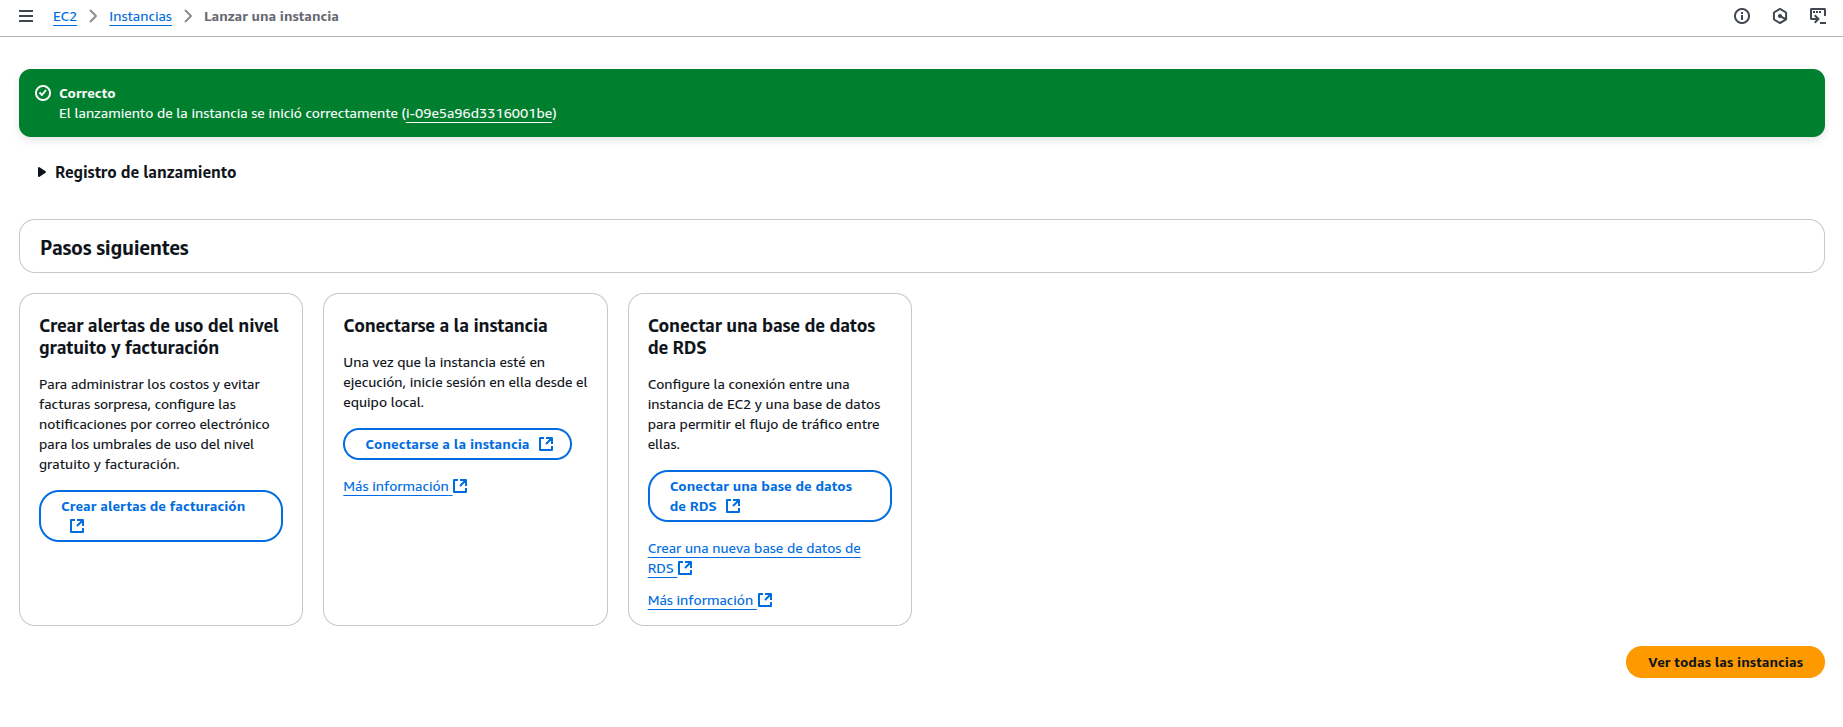 EC2 Instancias Lanzar una instancia
Correcto
El lanzamiento de la instancia se inició correctamente (i-09e5a96d3316001be)
Registro de lanzamiento
Pasos siguientes
Crear alertas de uso del nivel
gratuito y facturación
Para administrar los costos y evitar
facturas sorpresa, configure las
notificaciones por correo electrónico
para los umbrales de uso del nivel
gratuito y facturación.
Crear alertas de facturación
Conectarse a la instancia
Una vez que la instancia esté en
ejecución, inicie sesión en ella desde el
equipo local.
Conectarse a la instancia
Más información
Conectar una base de datos
de RDS
Configure la conexión entre una
instancia de EC2 y una base de datos
para permitir el flujo de tráfico entre
ellas.
Conectar una base de datos
de RDS
Crear una nueva base de datos de
RDS
Más información
Ver todas las instancias